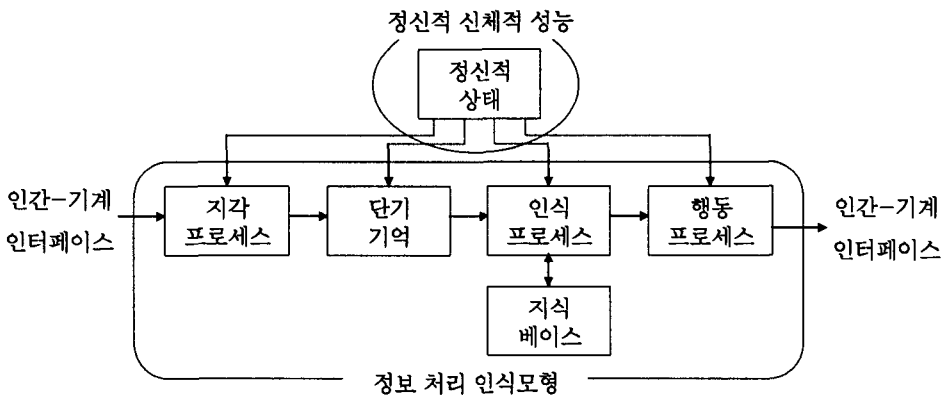 정신적 신체적 성능
정신적
상태
인간-기계
인터페이스
지각
프로세스
단기
기억
인식
프로세스
행동
프로세스
인간-기계
인터페이스
지식
베이스
정보 처리 인식모형